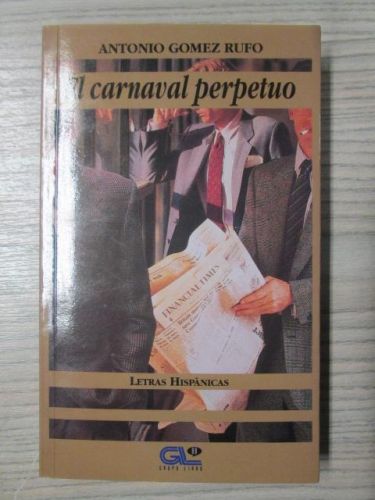 ANTONIO GOMEZ RUFO
El carnaval perpetuo
FINANCIAL TIMES
LETRAS HISPÁNICAS
GL
GRUPO LIBRO